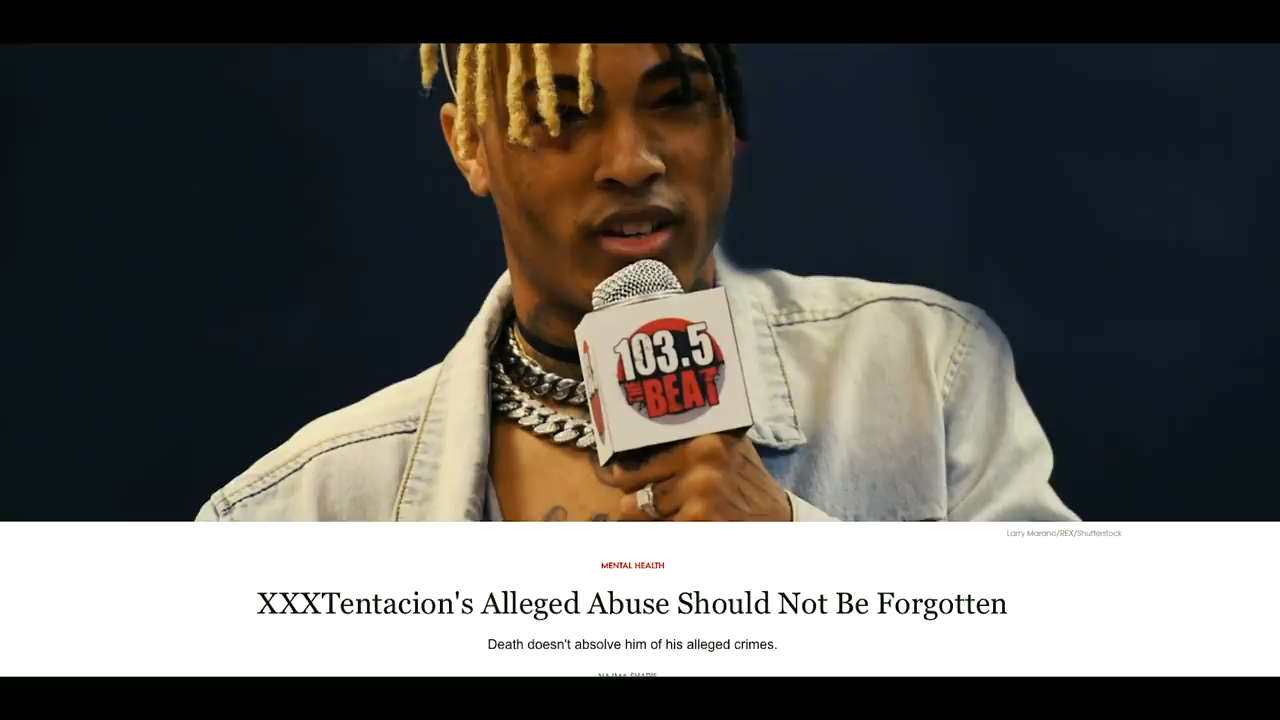 103.5
THE
BEAT
Larry Marano/REX/Shutterstock
MENTAL HEALTH
XXXTentacion's Alleged Abuse Should Not Be Forgotten
Death doesn't absolve him of his alleged crimes.